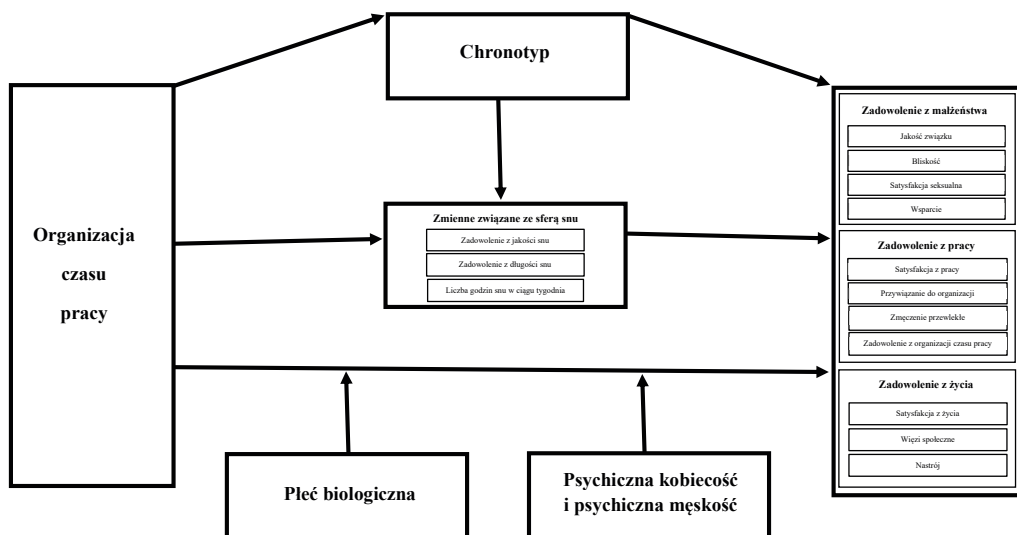 Chronotyp
Organizacja
czasu
pracy
Zmienne związane ze sferą snu
Zadowolenie z jakości snu
Zadowolenie z długości snu
Liczba godzin snu w ciągu tygodnia
Zadowolenie z małżeństwa
Jakość związku
Bliskość
Satysfakcja seksualna
Wsparcie
Zadowolenie z pracy
Satysfakcja z pracy
Przywiązanie do organizacji
Zmęczenie przewlekłe
Zadowolenie z organizacji czasu pracy
Zadowolenie z życia
Satysfakcja z życia
Więzi społeczne
Nastrój
Płeć biologiczna
Psychiczna kobiecość
i psychiczna męskość